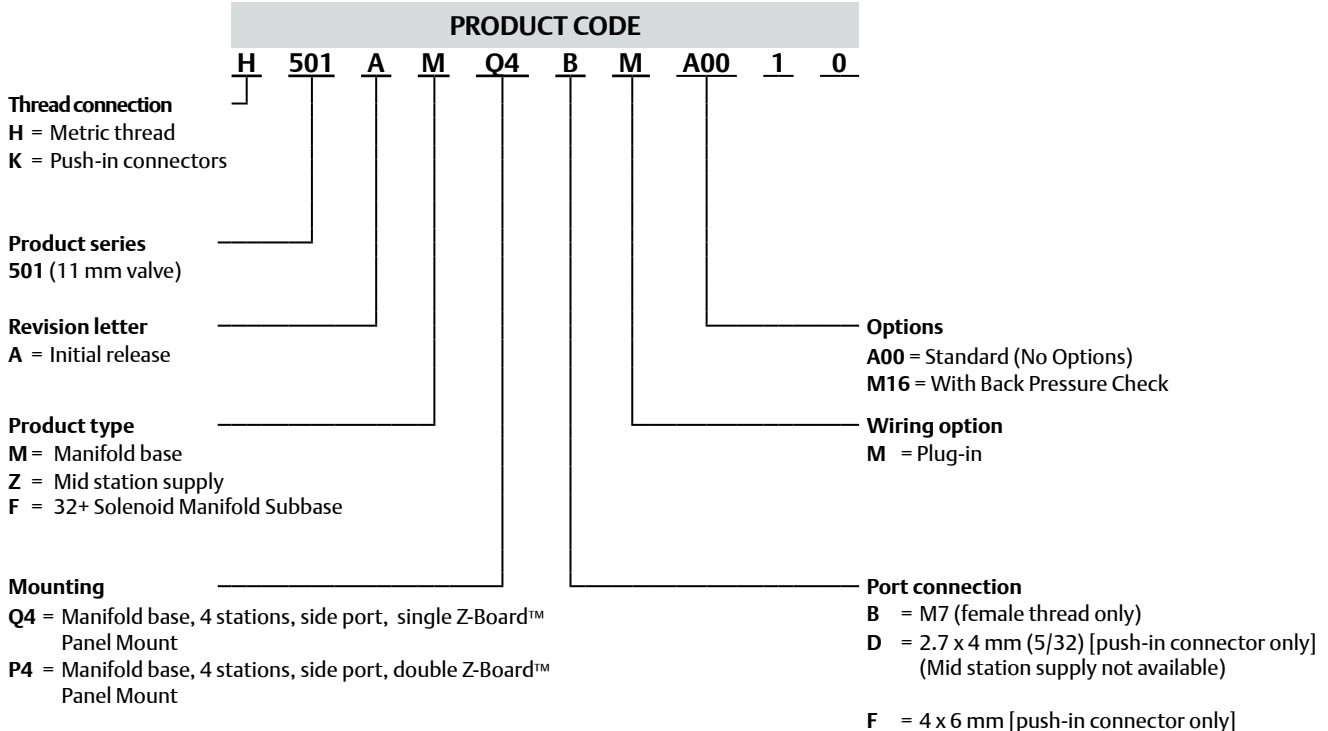 PRODUCT CODE
H 501 A M Q4 B M A00 1 0
Thread connection
H = Metric thread
K = Push-in connectors
Product series
501 (11 mm valve)
Revision letter
A = Initial release
Product type
M = Manifold base
Z = Mid station supply
F = 32+ Solenoid Manifold Subbase
Mounting
Q4 = Manifold base, 4 stations, side port, single Z-Board™
Panel Mount
P4 = Manifold base, 4 stations, side port, double Z-Board™
Panel Mount
Options
A00 = Standard (No Options)
M16 = With Back Pressure Check
Wiring option
M = Plug-in
Port connection
B = M7 (female thread only)
D = 2.7 x 4 mm (5/32) [push-in connector only]
(Mid station supply not available)
F = 4 x 6 mm [push-in connector only]